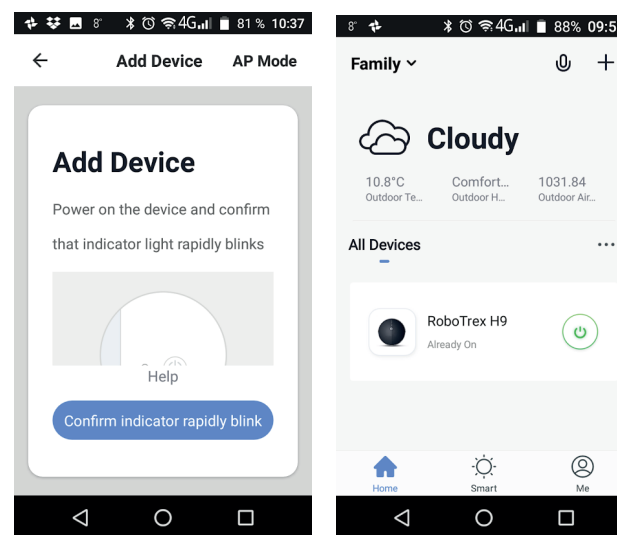 8° 4G 81 % 10:37
Add Device AP Mode
Add Device
Power on the device and confirm
that indicator light rapidly blinks
Help
Confirm indicator rapidly blink
8° 4G 88% 09:5
Family
Cloudy
10.8°C Comfort... 1031.84
Outdoor Te... Outdoor H... Outdoor Air...
All Devices
RoboTrex H9
Already On
Home Smart Me